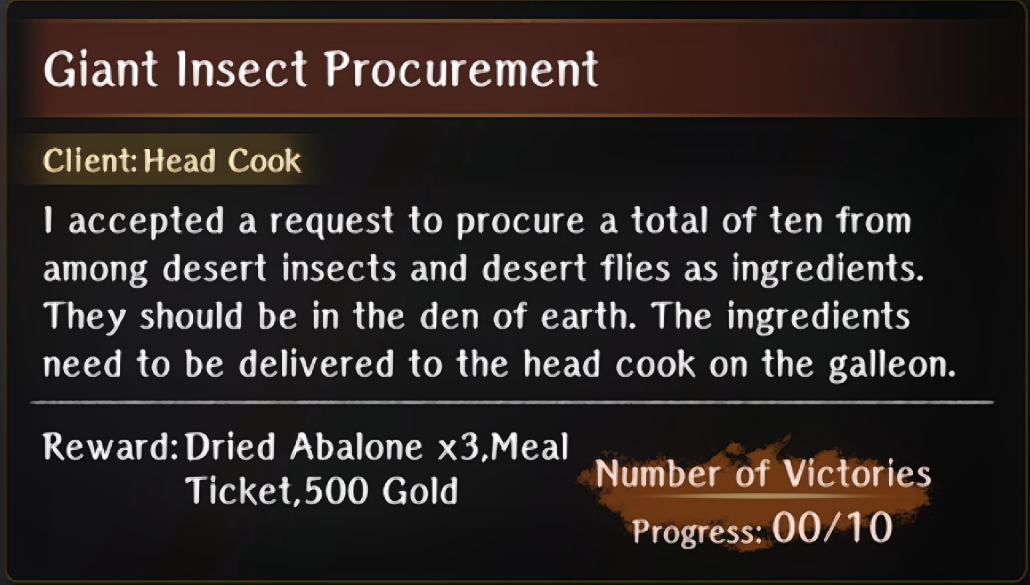 Giant Insect Procurement
Client: Head Cook
I accepted a request to procure a total of ten from
among desert insects and desert flies as ingredients.
They should be in the den of earth. The ingredients
need to be delivered to the head cook on the galleon.
Reward: Dried Abalone x3,Meal
Ticket,500 Gold
Number of Victories
Progress: 00/10